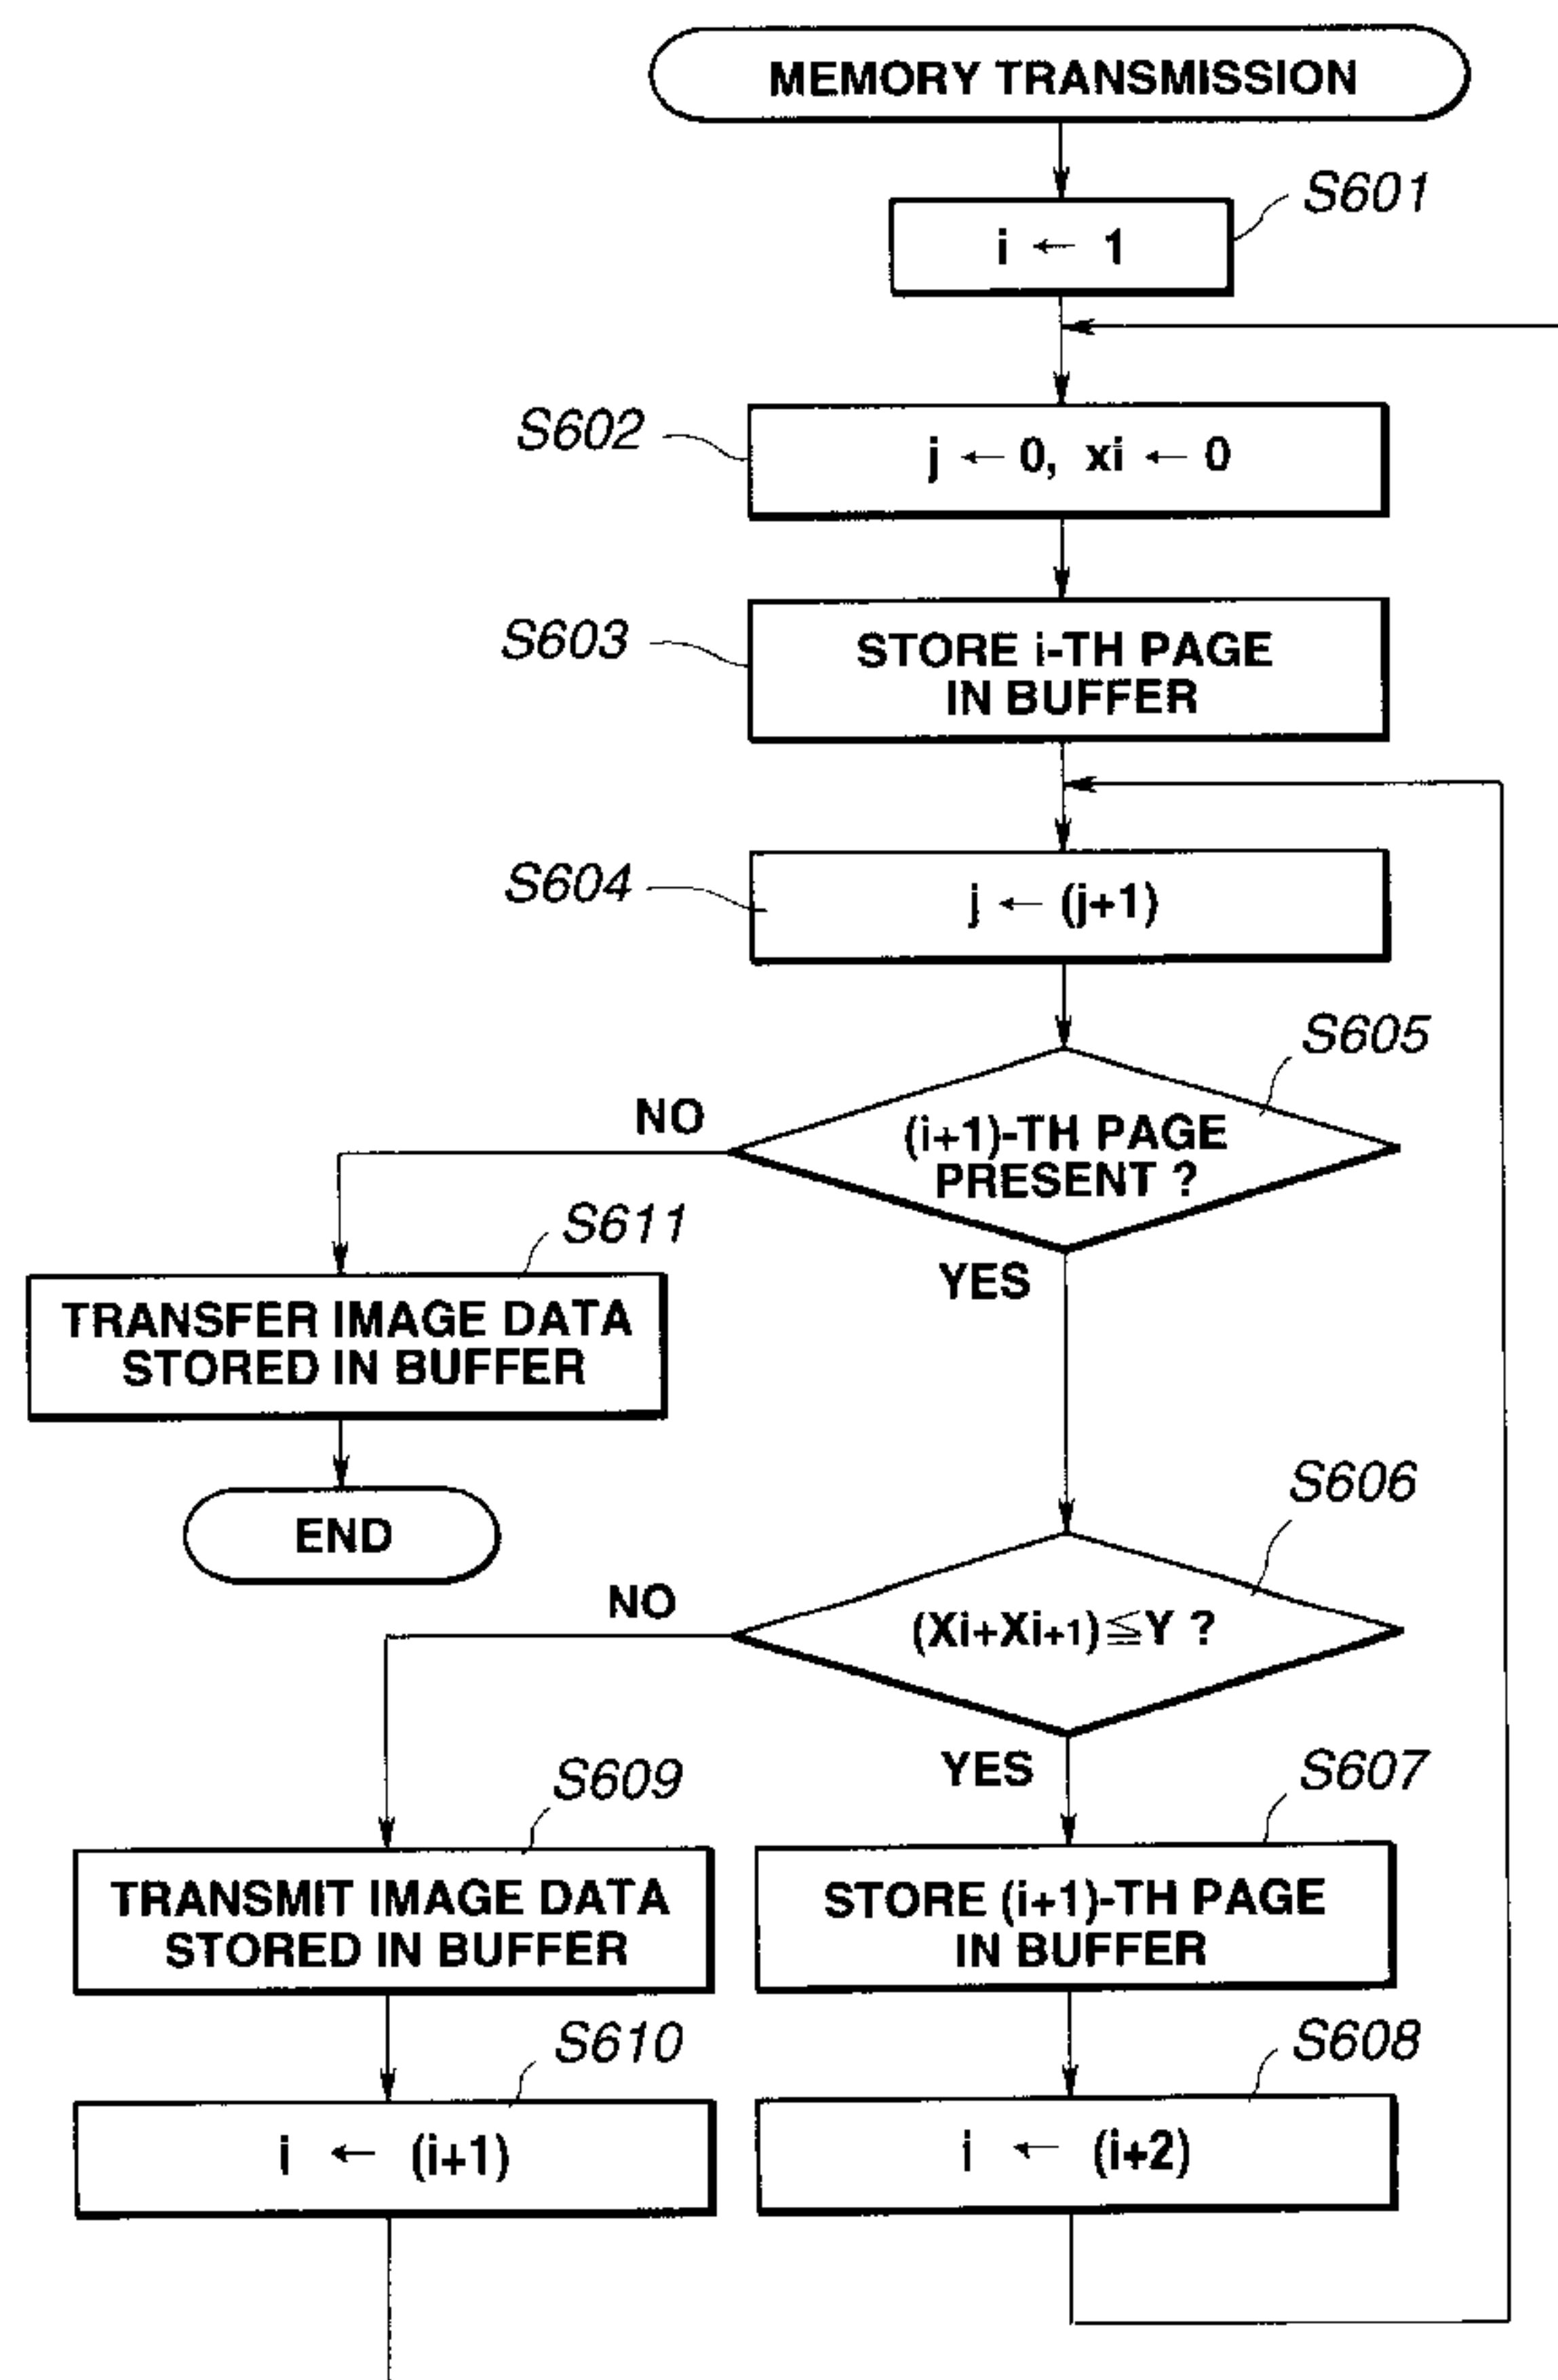 MEMORY TRANSMISSION
S601
i ← 1
S602
j ← 0, xi ← 0
S603
STORE i-TH PAGE
IN BUFFER
S604
j ← (j+1)
S605
NO
(i+1)-TH PAGE
PRESENT ?
S611
YES
TRANSFER IMAGE DATA
STORED IN BUFFER
S606
END
NO
(Xi+Xi+1)≦Y ?
S609
YES
S607
TRANSMIT IMAGE DATA
STORED IN BUFFER
STORE (i+1)-TH PAGE
IN BUFFER
S610
S608
i ← (i+1)
i ← (i+2)